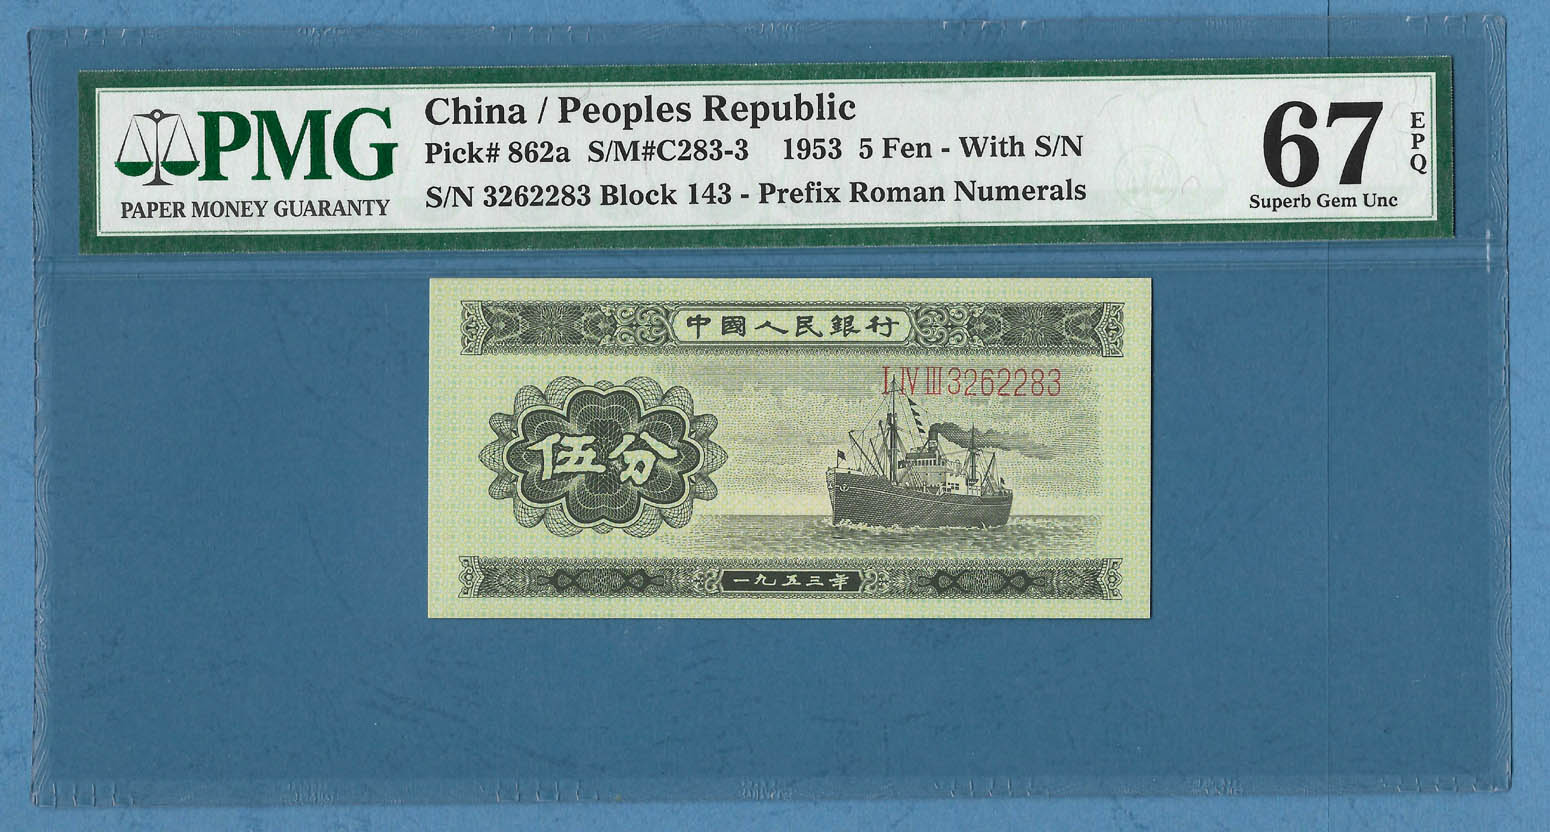 PMG
PAPER MONEY GUARANTY
China / Peoples Republic
Pick# 862a S/M#C283-3 1953 5 Fen - With S/N
S/N 3262283 Block 143 - Prefix Roman Numerals
67
EPQ
Superb Gem Unc
中國人民銀行
I IV III 3262283
伍分
一九五三年